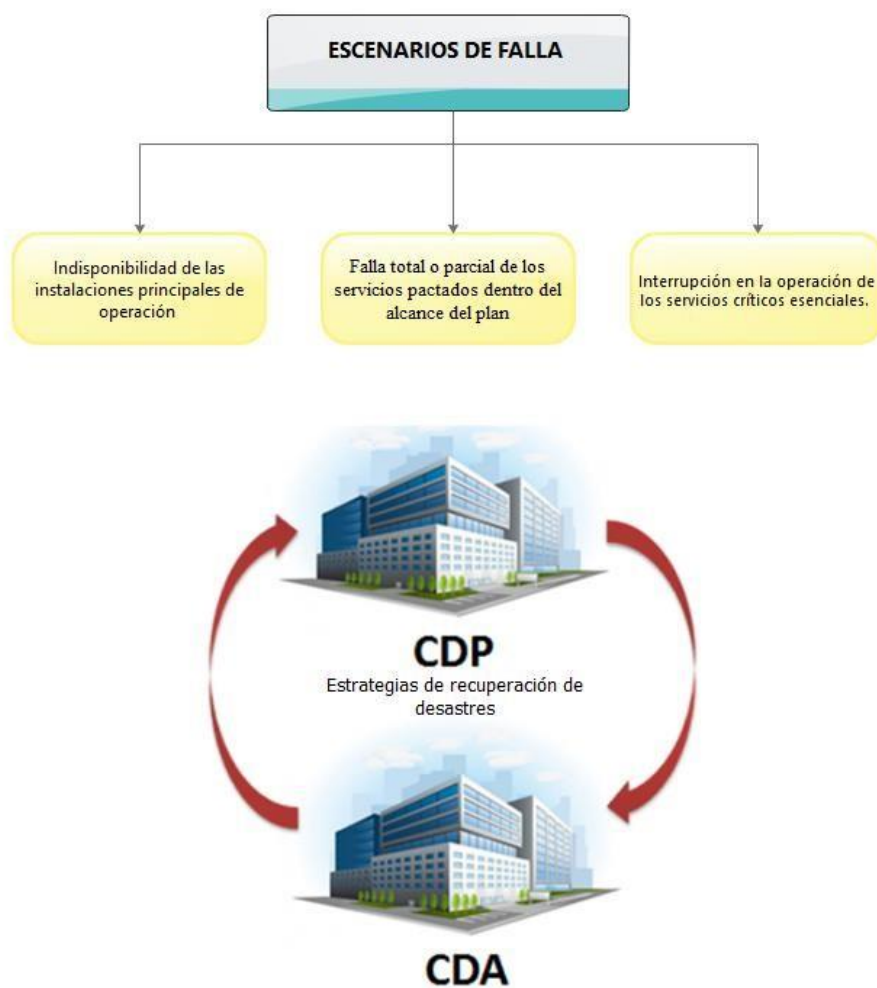 ESCENARIOS DE FALLA
Indisponibilidad de las
instalaciones principales de
operación
Falla total o parcial de los
servicios pactados dentro del
alcance del plan
Interrupción en la operación de
los servicios críticos esenciales.
CDP
Estrategias de recuperación de
desastres
CDA